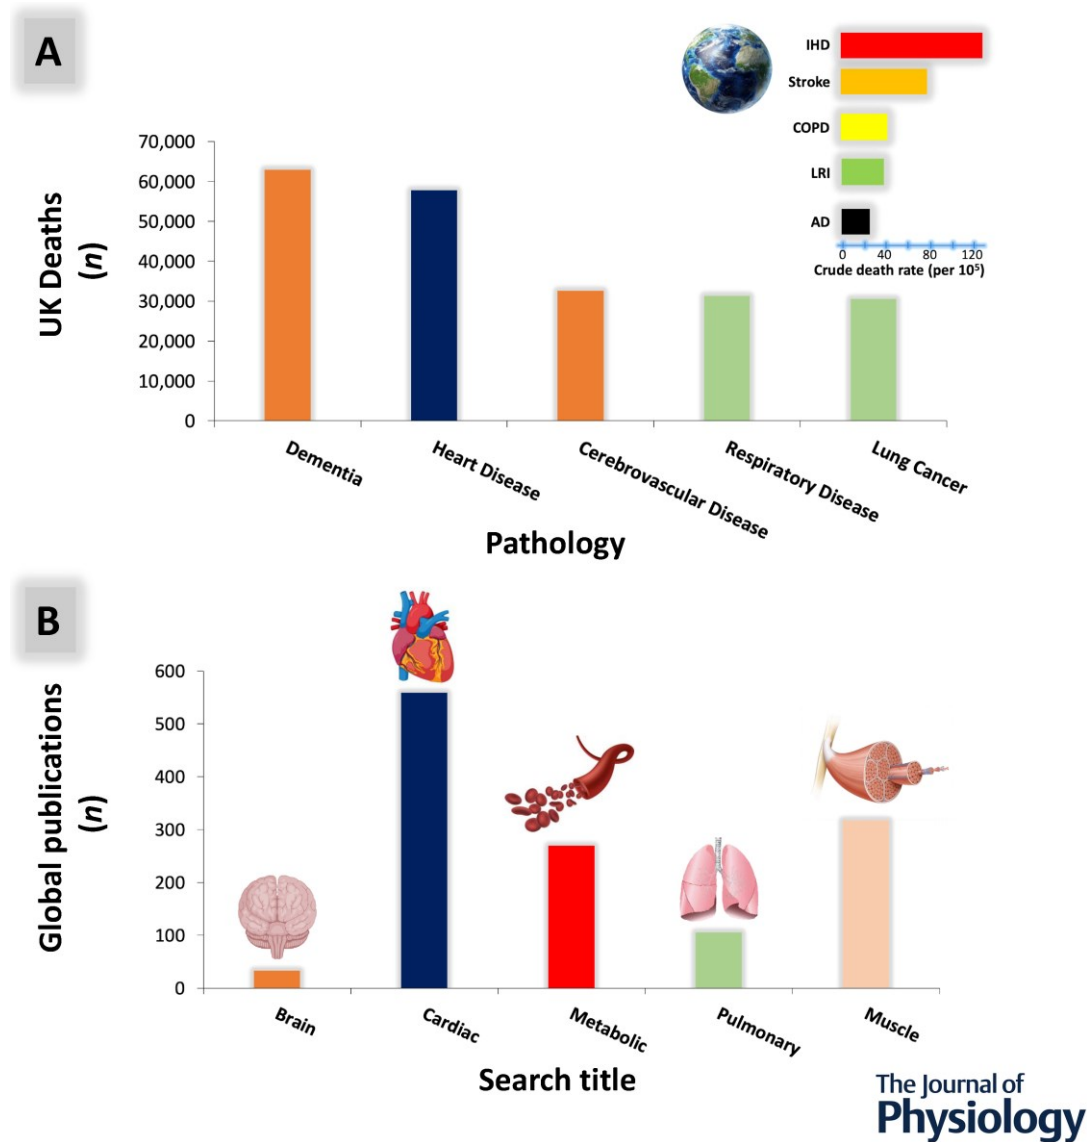 A
IHD
Stroke
COPD
LRI
AD
0 40 80 120
Crude death rate (per 10⁵)
UK Deaths
(n)
70,000
60,000
50,000
40,000
30,000
20,000
10,000
0
Dementia
Heart Disease
Cerebrovascular Disease
Respiratory Disease
Lung Cancer
Pathology
B
Global publications
(n)
600
500
400
300
200
100
0
Brain
Cardiac
Metabolic
Pulmonary
Muscle
Search title
The Journal of
Physiology